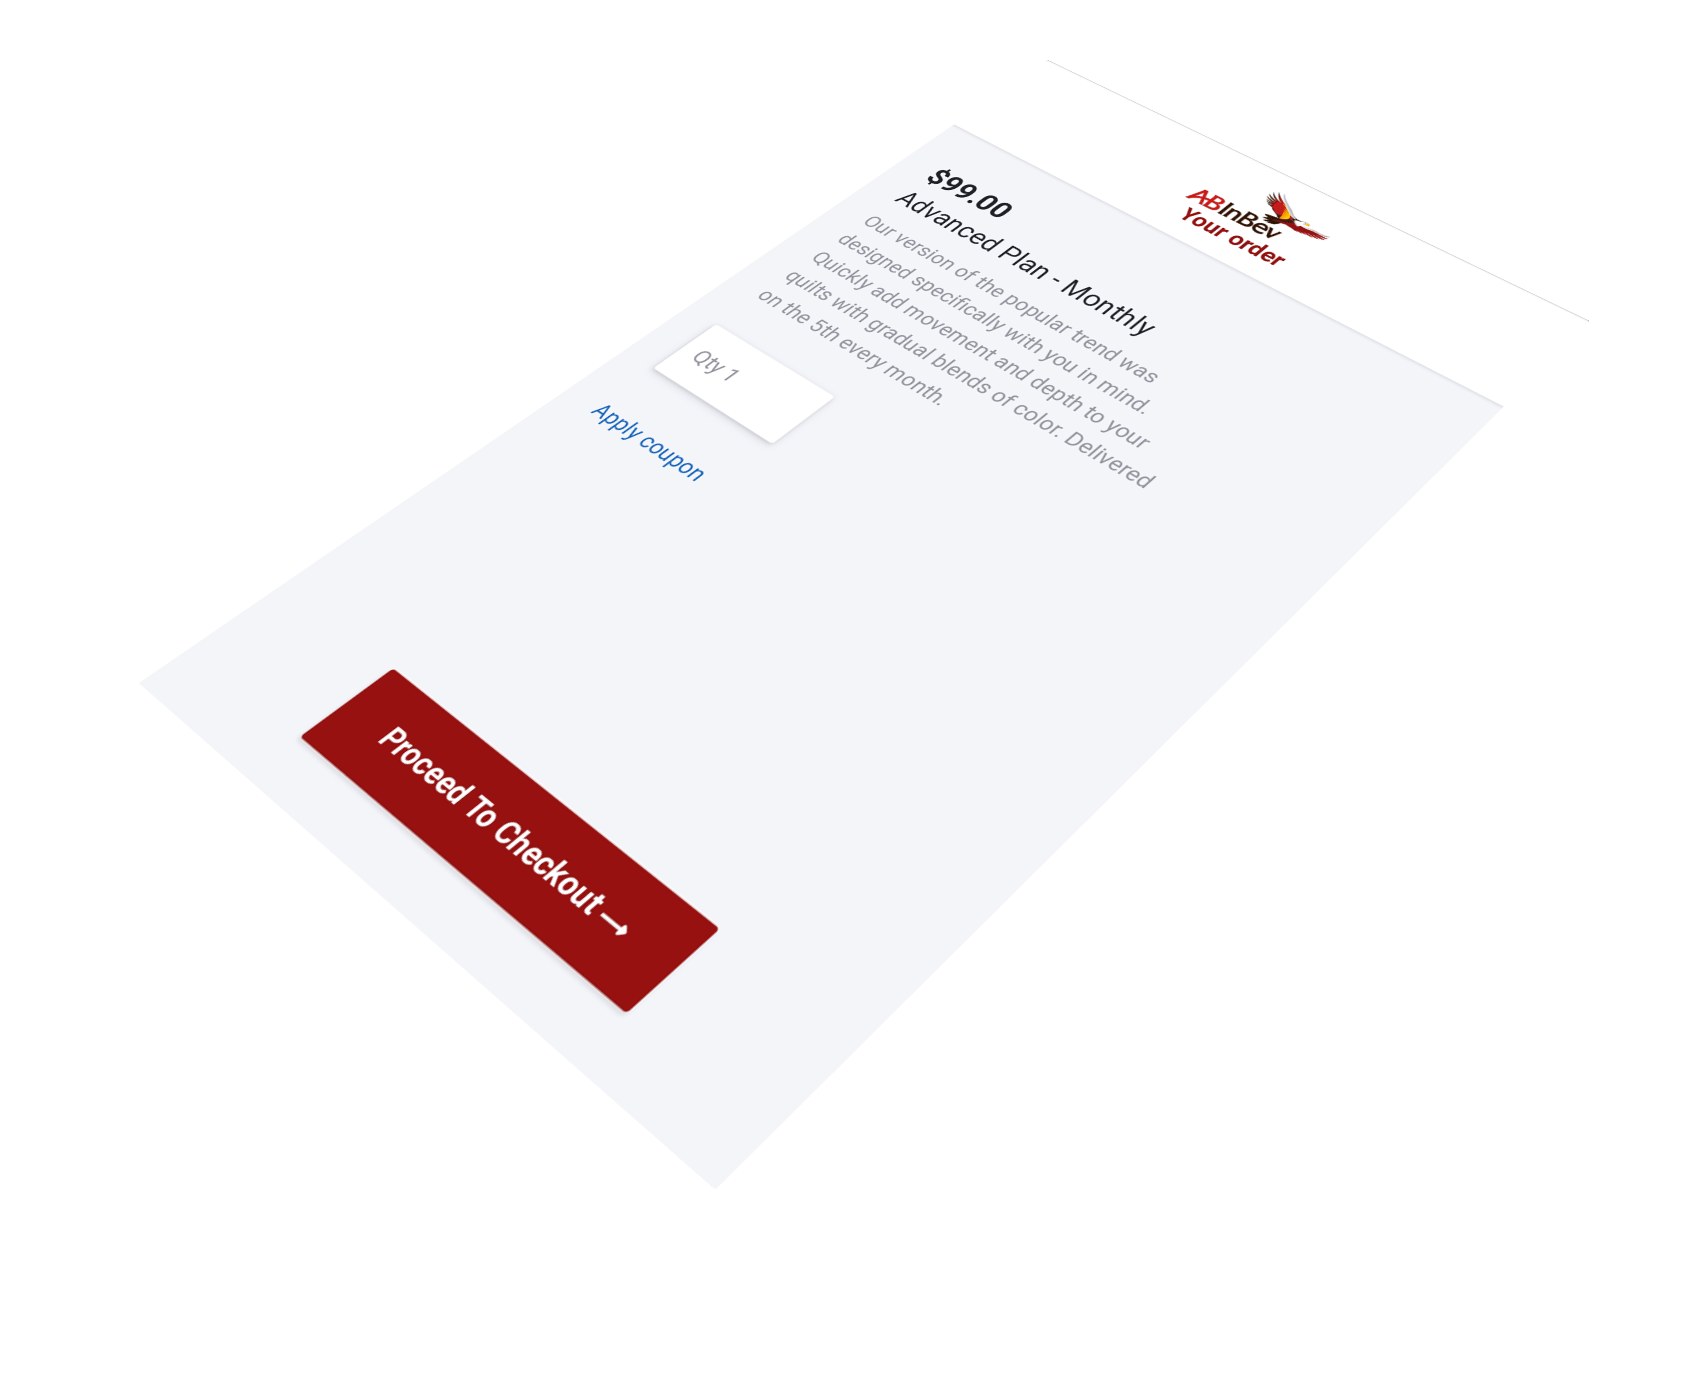 ABInBev
Your order
$99.00
Advanced Plan - Monthly
Our version of the popular trend was
designed specifically with you in mind.
Quickly add movement and depth to your
quilts with gradual blends of color. Delivered
on the 5th every month.
Qty 1
Apply coupon
Proceed To Checkout →